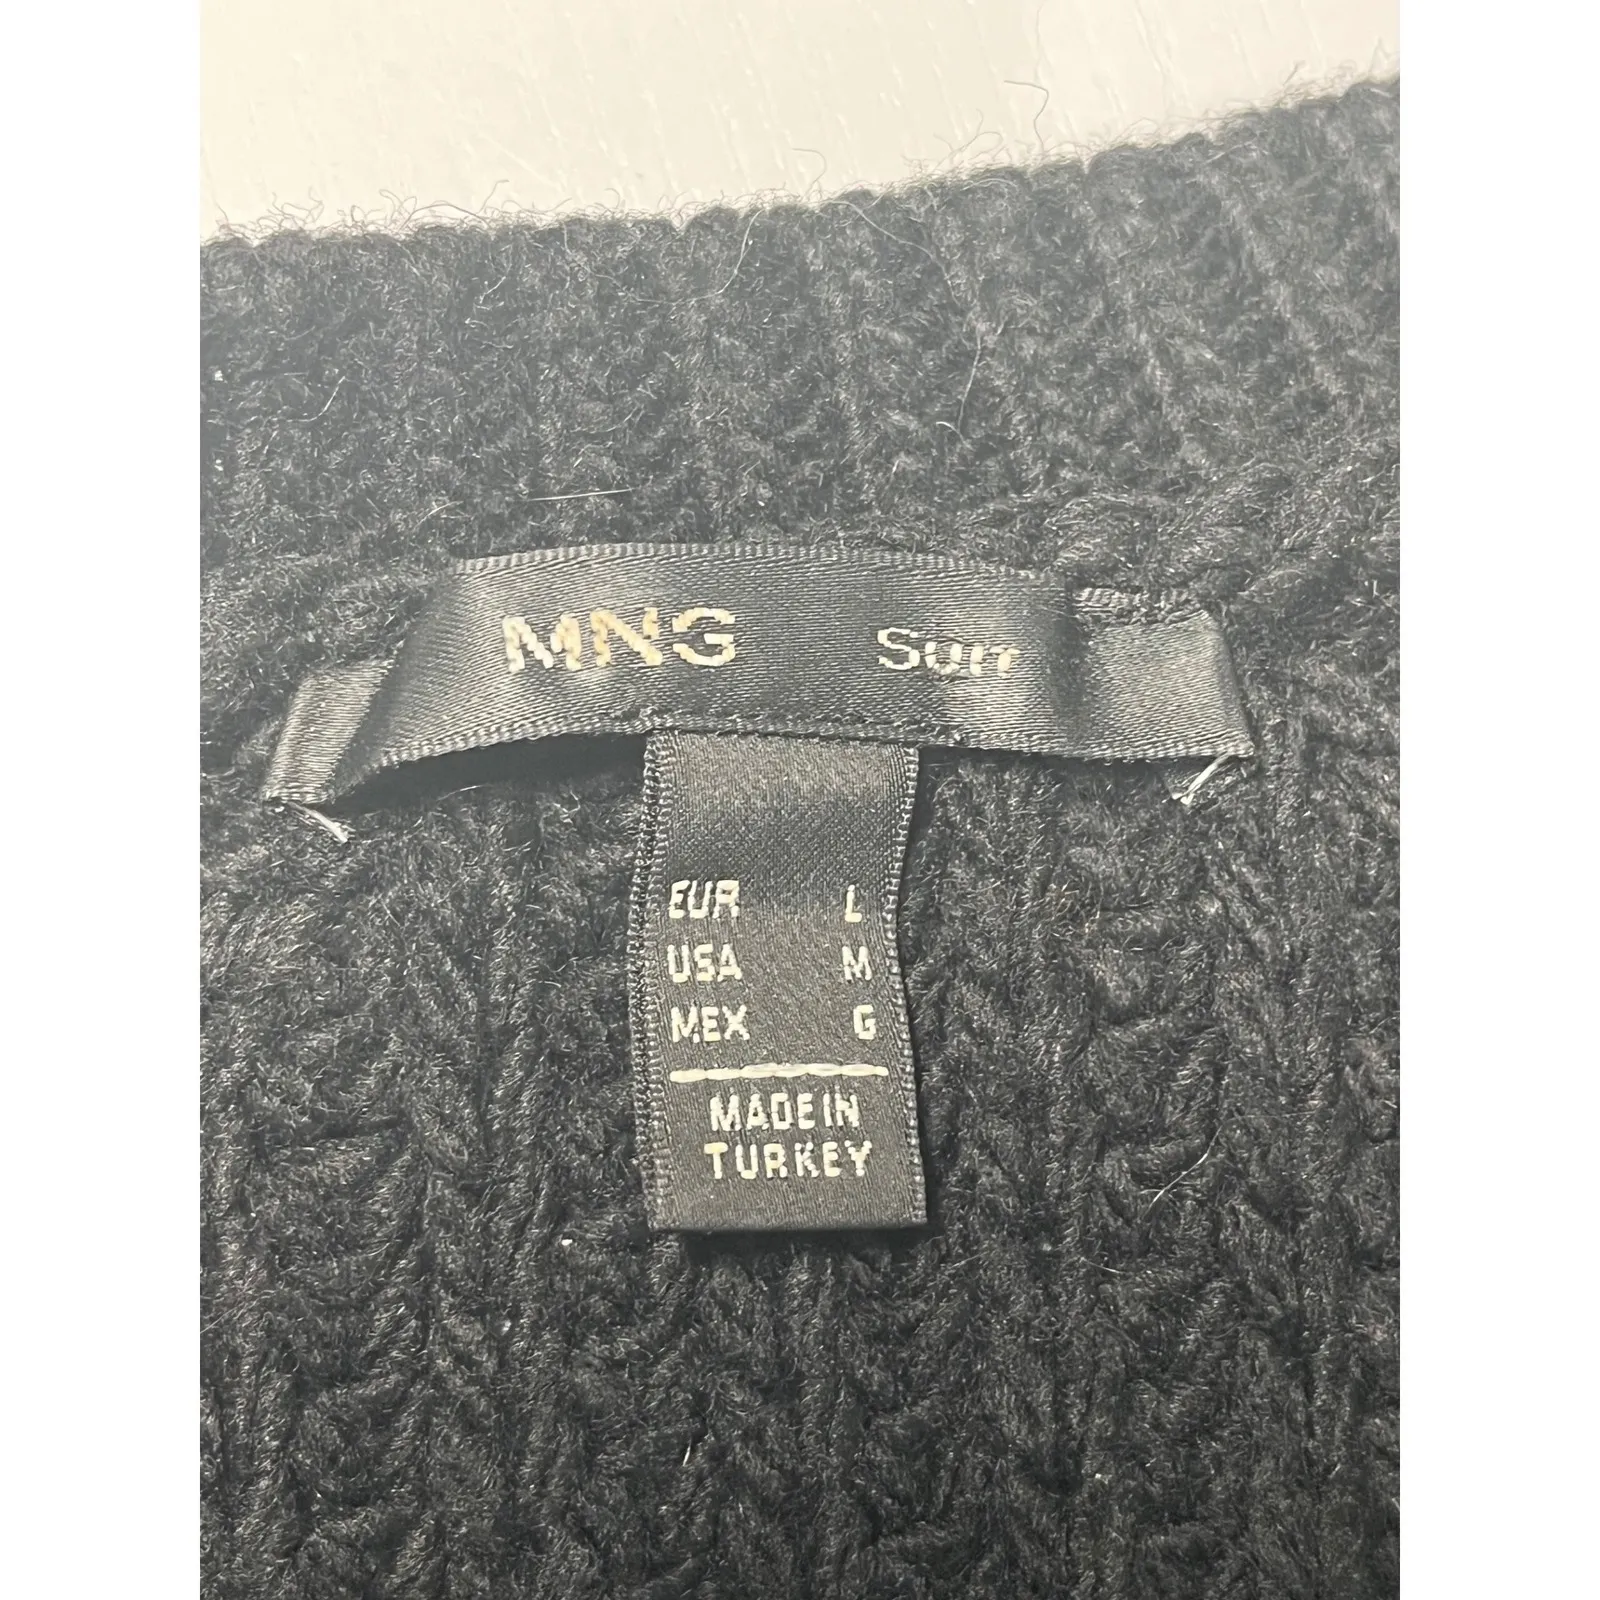 MNG Suit
EUR L
USA M
MEX G
MADE IN
TURKEY